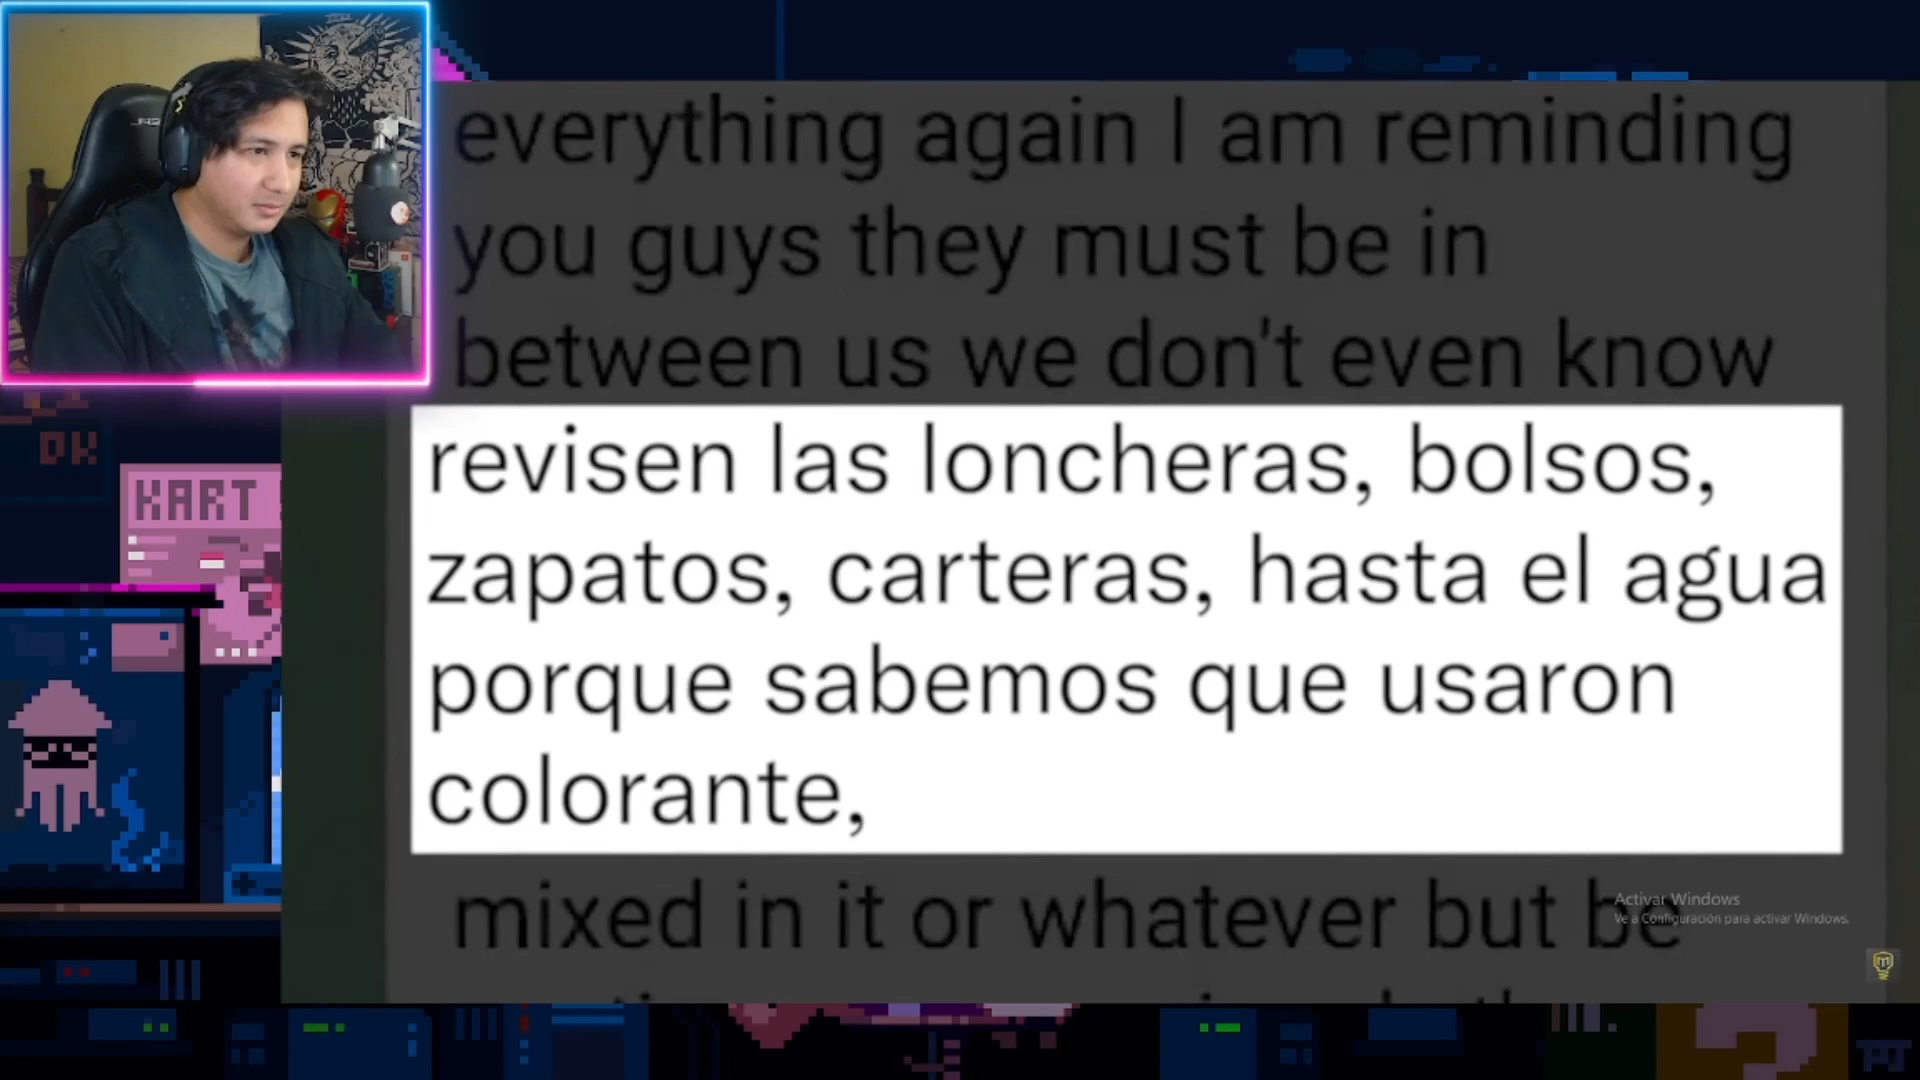 everything again I am reminding
you guys they must be in
between us we don't even know
revisen las loncheras, bolsos,
zapatos, carteras, hasta el agua
porque sabemos que usaron
colorante,
mixed in it or whatever but be
Activar Windows
Ve a Configuración para activar Windows.
DK
KART